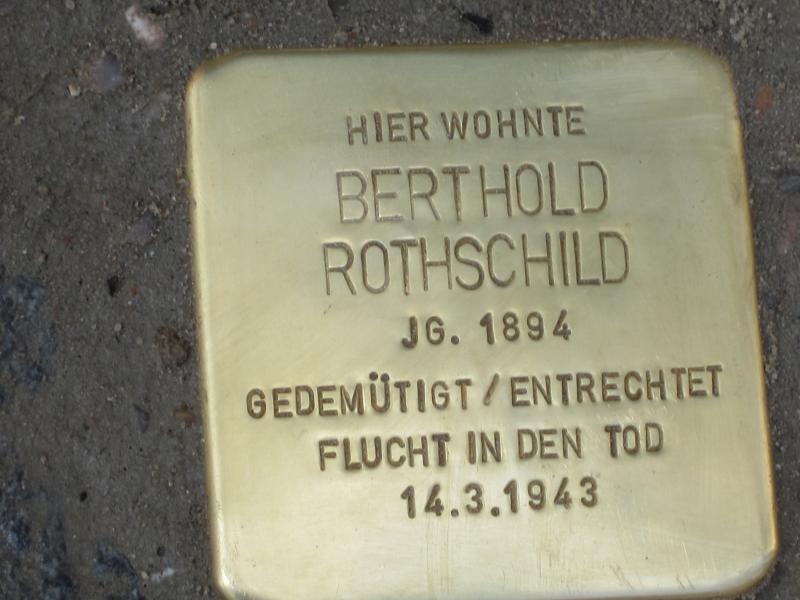 HIER WOHNTE
BERTHOLD
ROTHSCHILD
JG. 1894
GEDEMÜTIGT / ENTRECHTET
FLUCHT IN DEN TOD
14.3.1943